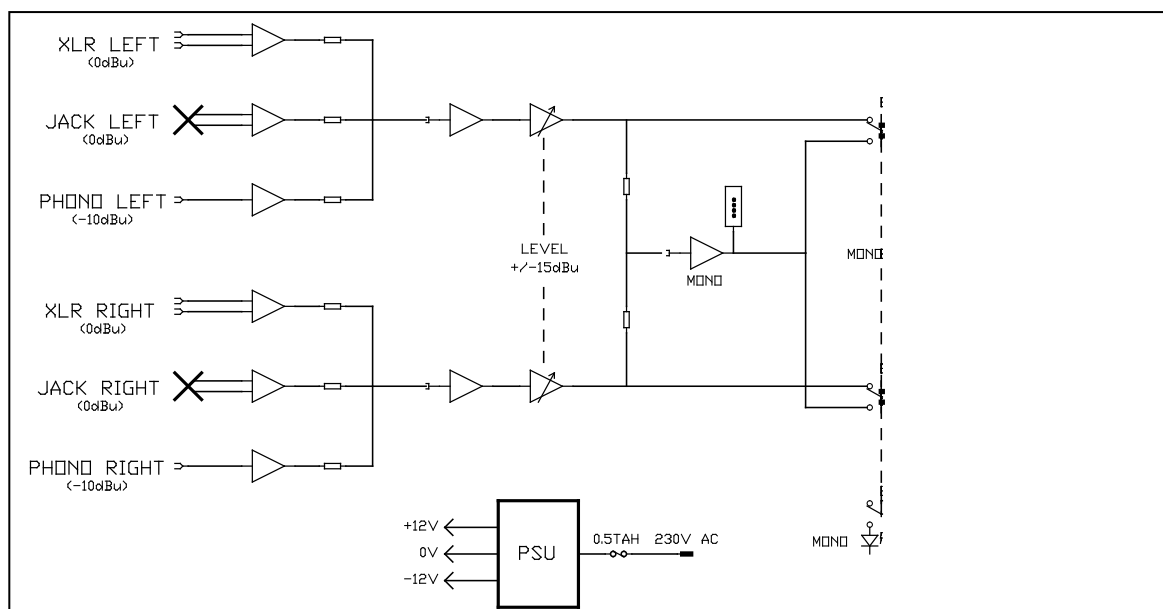 XLR LEFT
(0dBu)
JACK LEFT
(0dBu)
PHONO LEFT
(-10dBu)
LEVEL
+/-15dBu
MONO
MONO
XLR RIGHT
(0dBu)
JACK RIGHT
(0dBu)
PHONO RIGHT
(-10dBu)
+12V
0V
-12V
PSU
0.5TAH
230V AC
MONO